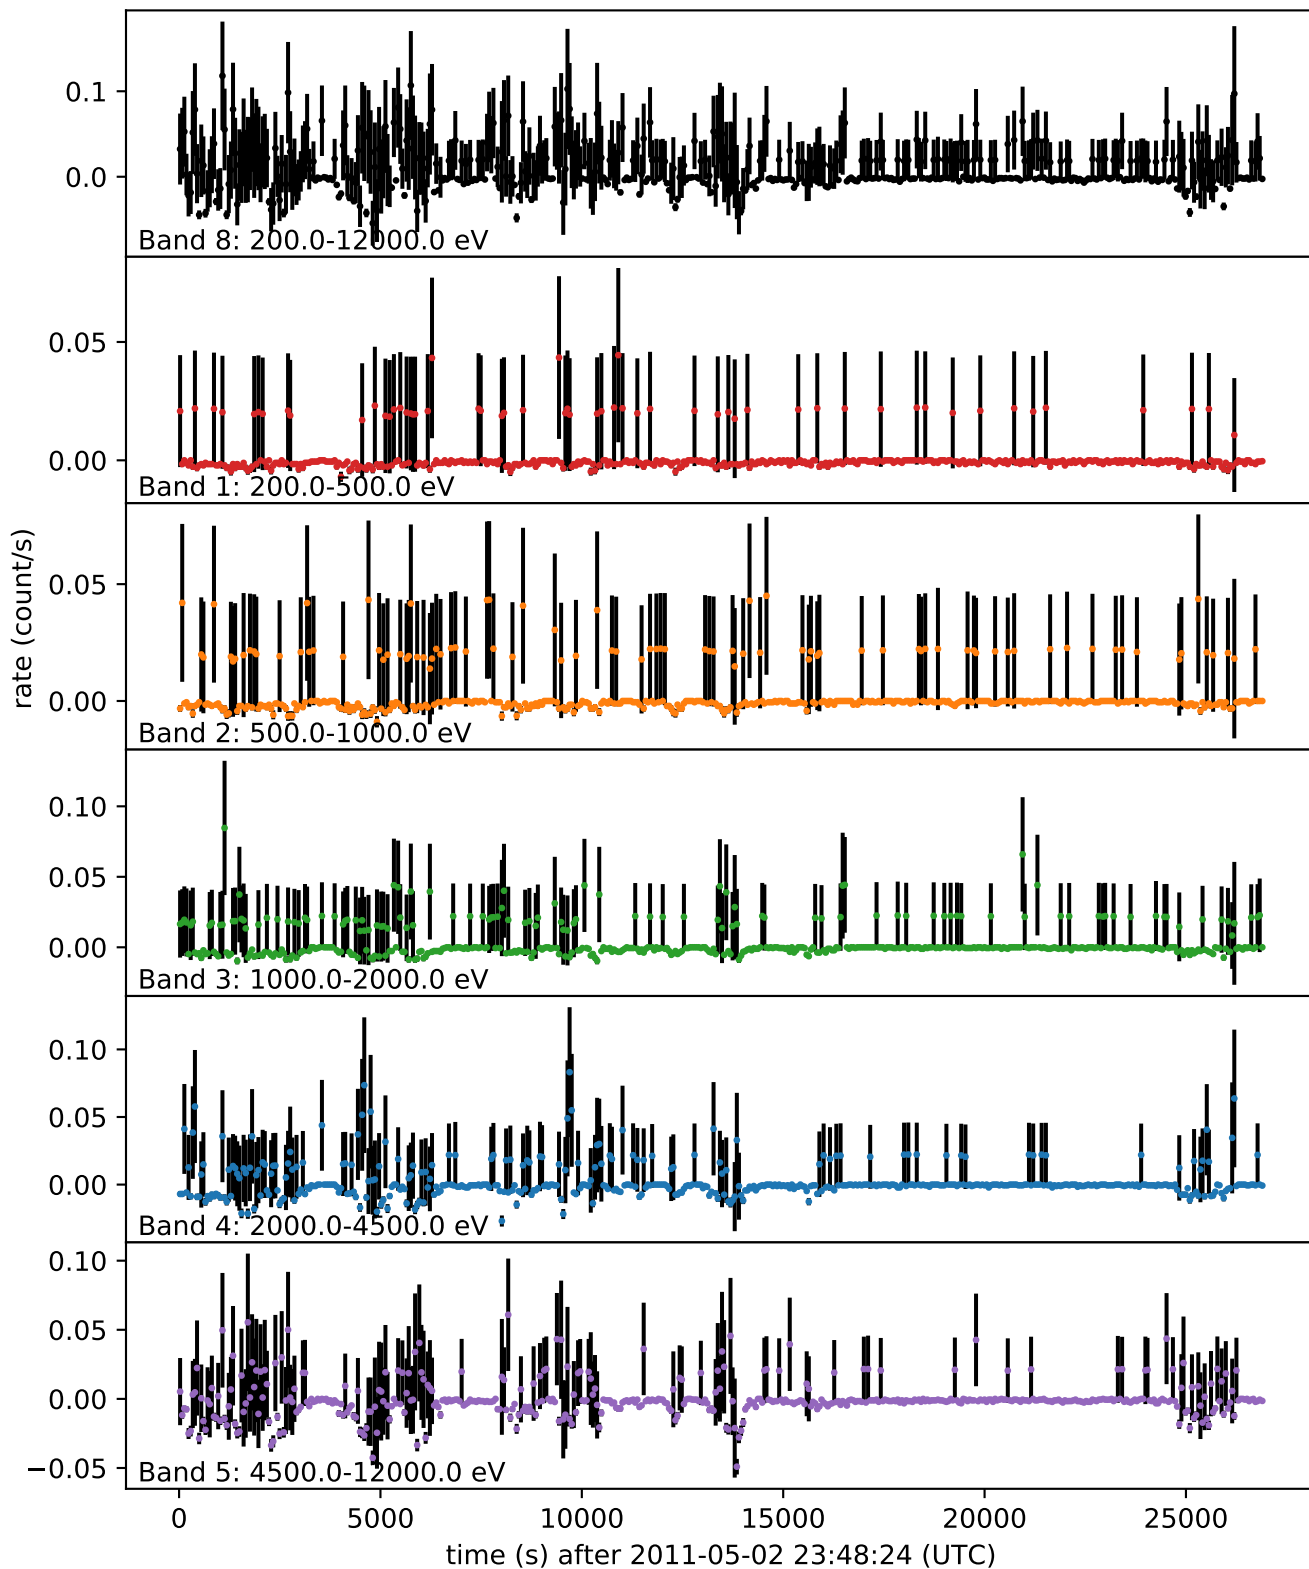 0.1
0.0
Band 8: 200.0-12000.0 eV
0.05
0.00
Band 1: 200.0-500.0 eV
0.05
0.00
Band 2: 500.0-1000.0 eV
rate (count/s)
0.10
0.05
0.00
Band 3: 1000.0-2000.0 eV
0.10
0.05
0.00
Band 4: 2000.0-4500.0 eV
0.10
0.05
0.00
−0.05
Band 5: 4500.0-12000.0 eV
0 5000 10000 15000 20000 25000
time (s) after 2011-05-02 23:48:24 (UTC)